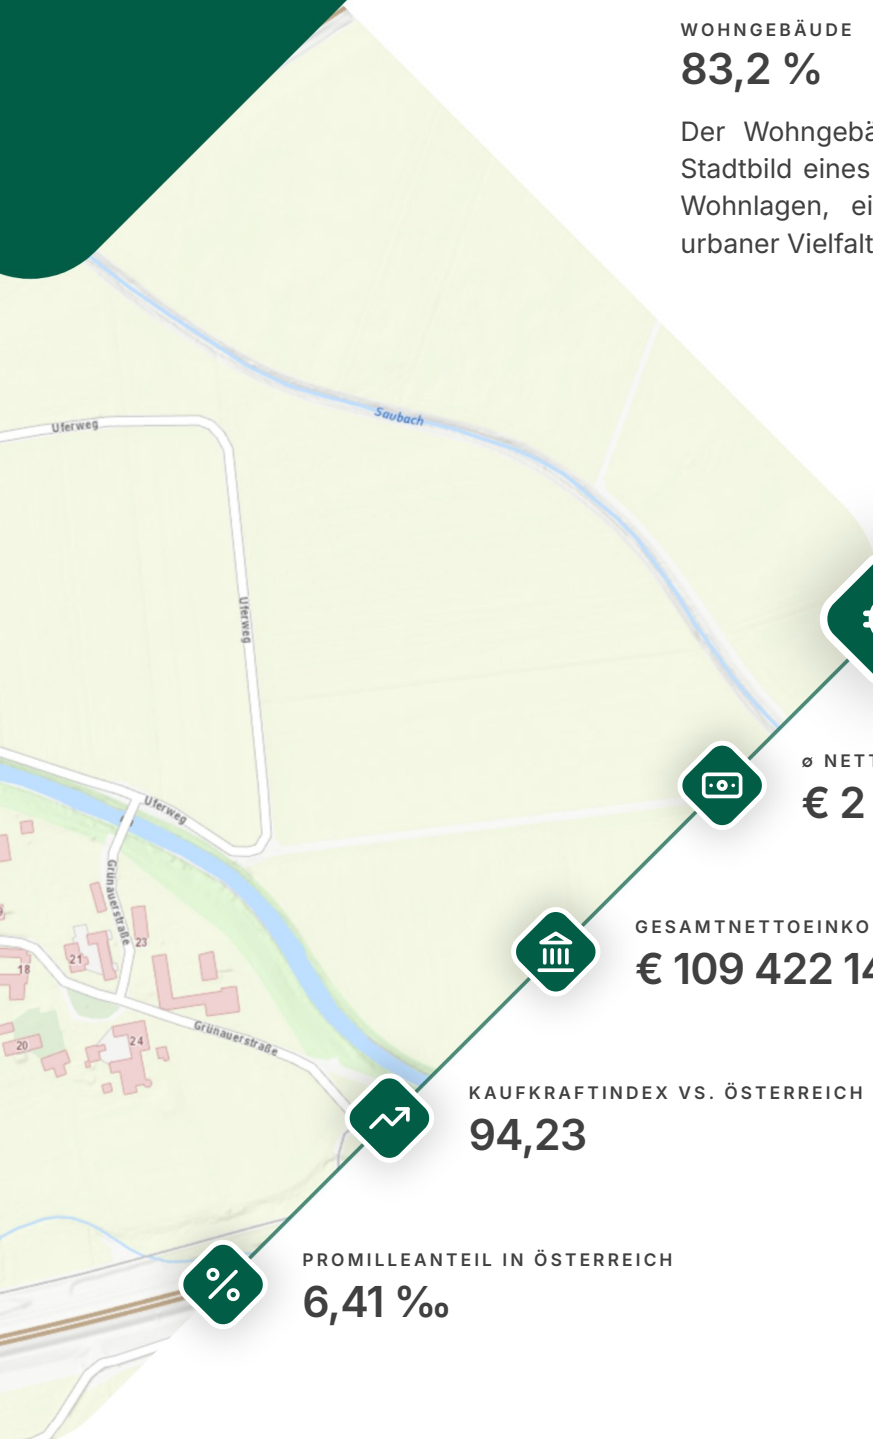 WOHNGEBÄUDE
83,2 %
Der Wohngebä
Stadtbild eines
Wohnlagen, ei
urbaner Vielfalt
Saubach
Uferweg
Uferweg
ø NETT
€ 2
Uferweg
Grünauerstraße
23
21
18
GESAMTNETTOEINKO
€ 109 422 14
20
24
Grünauerstraße
KAUFKRAFTINDEX VS. ÖSTERREICH
94,23
PROMILLEANTEIL IN ÖSTERREICH
6,41 ‰